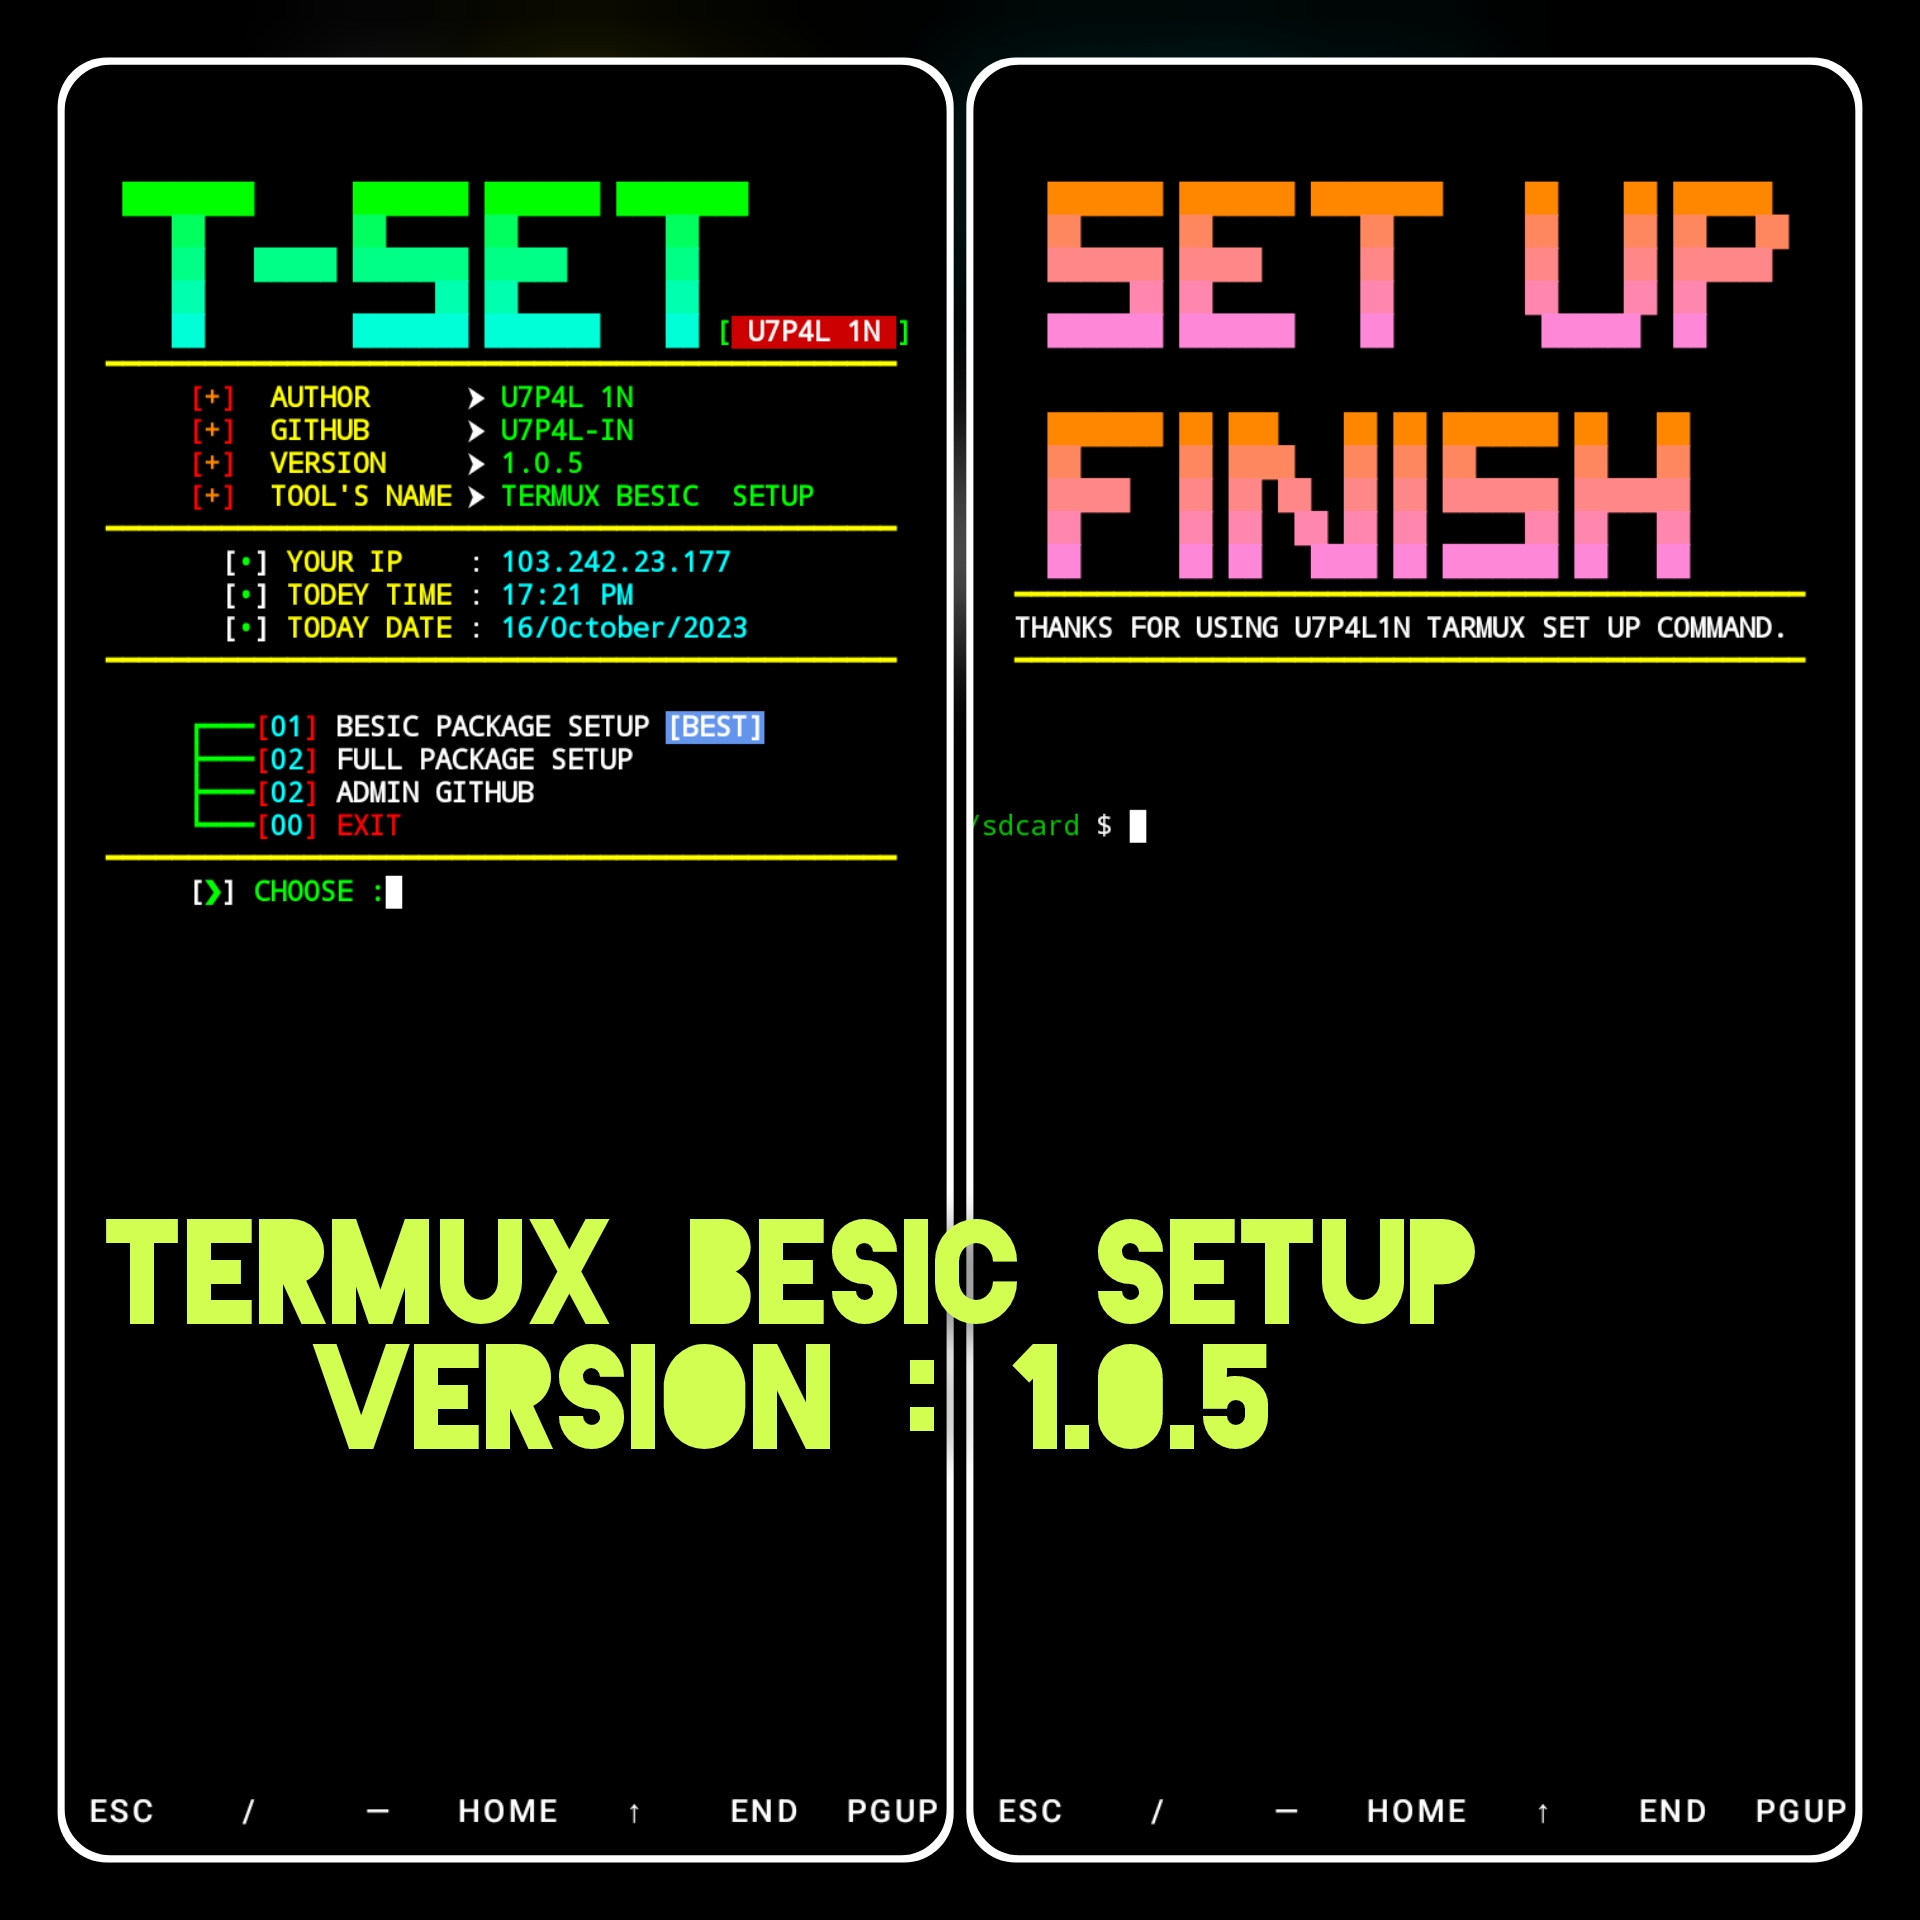 T-SET
[ U7P4L 1N ]
[+] AUTHOR ➤ U7P4L 1N
[+] GITHUB ➤ U7P4L-IN
[+] VERSION ➤ 1.0.5
[+] TOOL'S NAME ➤ TERMUX BESIC  SETUP
[•] YOUR IP : 103.242.23.177
[•] TODEY TIME : 17:21 PM
[•] TODAY DATE : 16/October/2023
[01] BESIC PACKAGE SETUP [BEST]
[02] FULL PACKAGE SETUP
[02] ADMIN GITHUB
[00] EXIT
[❯] CHOOSE :
SET UP
FINISH
THANKS FOR USING U7P4L1N TARMUX SET UP COMMAND.
/sdcard $
TERMUX BESIC SETUP
VERSION : 1.0.5
ESC / — HOME ↑ END PGUP
ESC / — HOME ↑ END PGUP